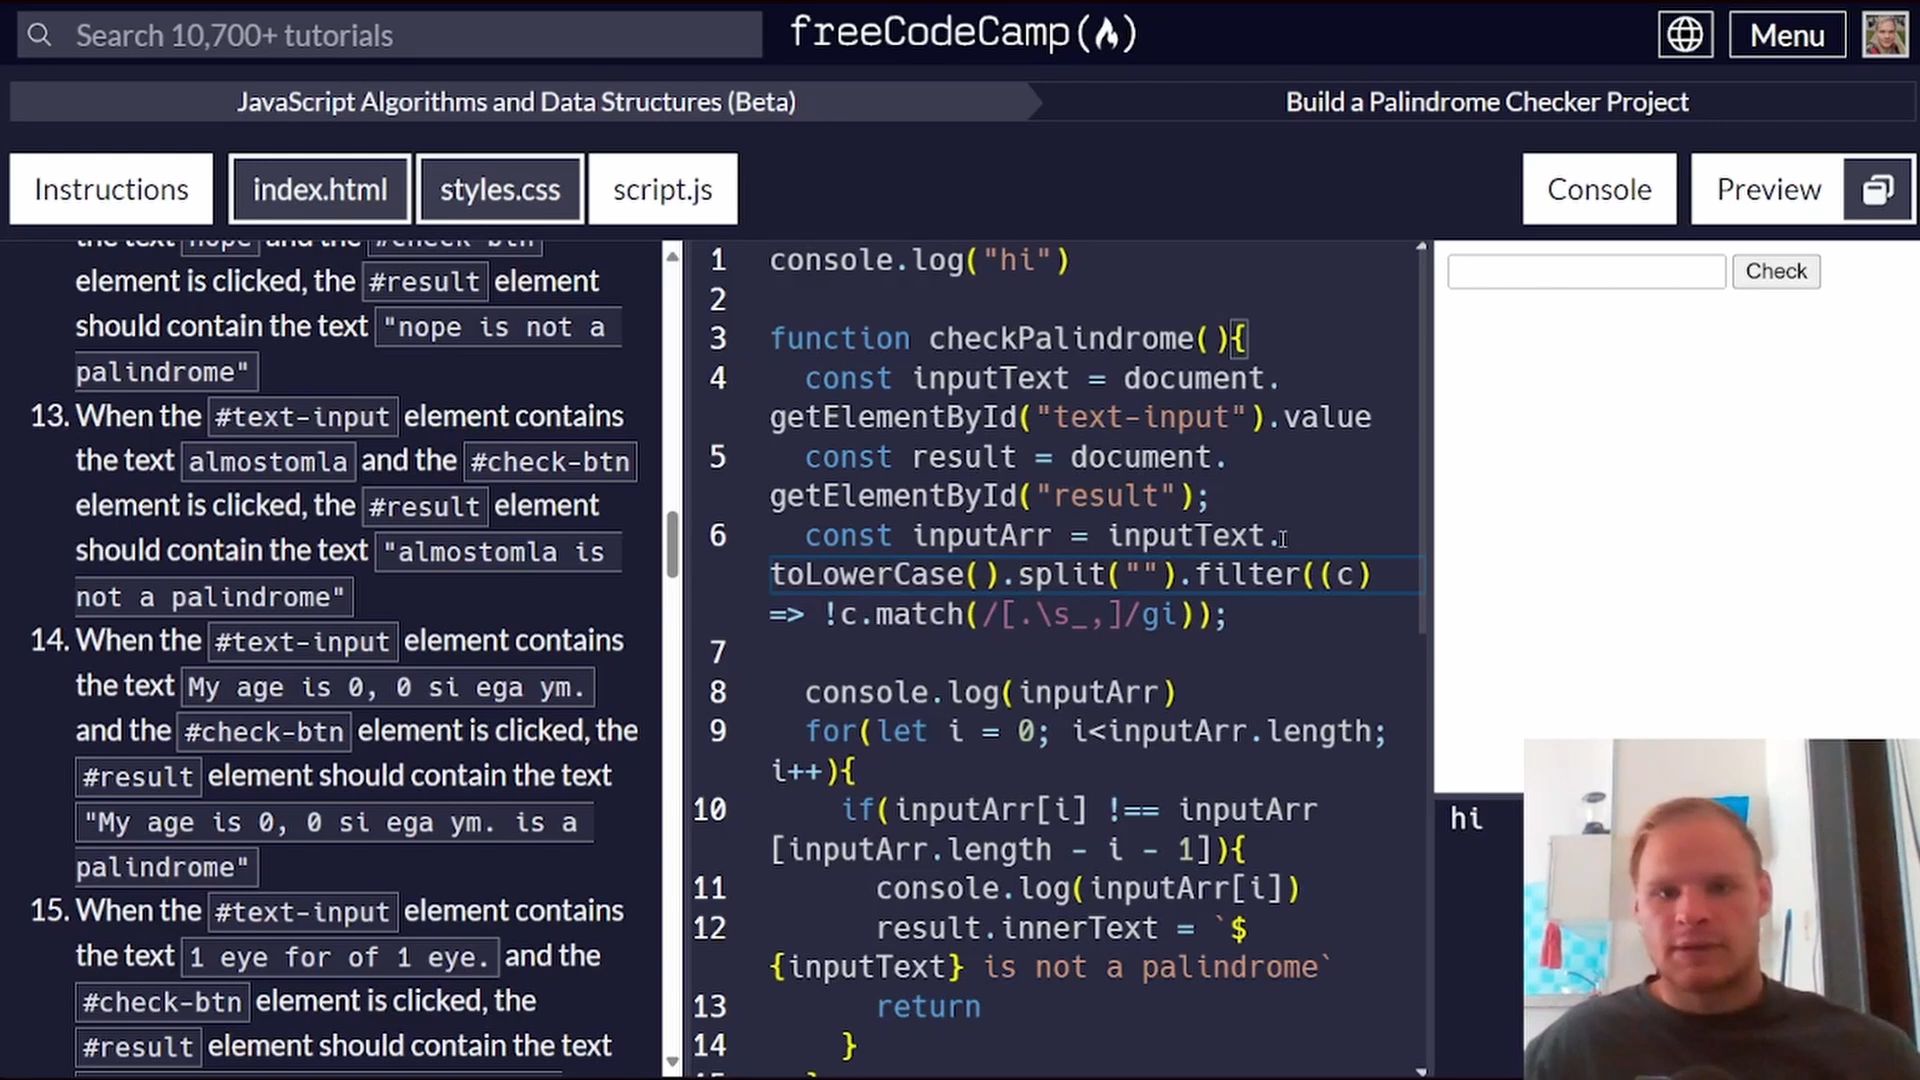 Search 10,700+ tutorials
freeCodeCamp
Menu
JavaScript Algorithms and Data Structures (Beta)
Build a Palindrome Checker Project
Instructions
index.html
styles.css
script.js
Console
Preview
the text nope and the #check-btn
element is clicked, the #result element
should contain the text "nope is not a
palindrome"
13. When the #text-input element contains
the text almostomla and the #check-btn
element is clicked, the #result element
should contain the text "almostomla is
not a palindrome"
14. When the #text-input element contains
the text My age is 0, 0 si ega ym.
and the #check-btn element is clicked, the
#result element should contain the text
"My age is 0, 0 si ega ym. is a
palindrome"
15. When the #text-input element contains
the text 1 eye for of 1 eye. and the
#check-btn element is clicked, the
#result element should contain the text
1 console.log("hi")
2
3 function checkPalindrome(){
4 const inputText = document.
getElementById("text-input").value
5 const result = document.
getElementById("result");
6 const inputArr = inputText.
toLowerCase().split("").filter((c)
=> !c.match(/[.\s_,]/gi));
7
8 console.log(inputArr)
9 for(let i = 0; i<inputArr.length;
i++){
10 if(inputArr[i] !== inputArr
[inputArr.length - i - 1]){
11 console.log(inputArr[i])
12 result.innerText = `$
{inputText} is not a palindrome`
13 return
14 }
Check
hi